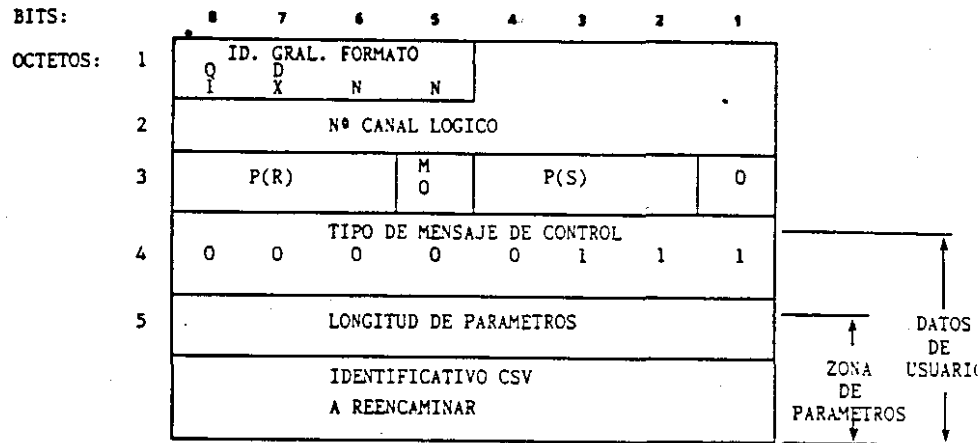 BITS: 8 7 6 5 4 3 2 1
OCTETOS: 1 ID. GRAL. FORMATO
Q D
I X N N
2 Nº CANAL LOGICO
3 P(R) M P(S) 0
0
TIPO DE MENSAJE DE CONTROL
4 0 0 0 0 0 1 1 1
5 LONGITUD DE PARAMETROS
IDENTIFICATIVO CSV
A REENCAMINAR
ZONA
DE
PARAMETROS
DATOS
DE
USUARIO